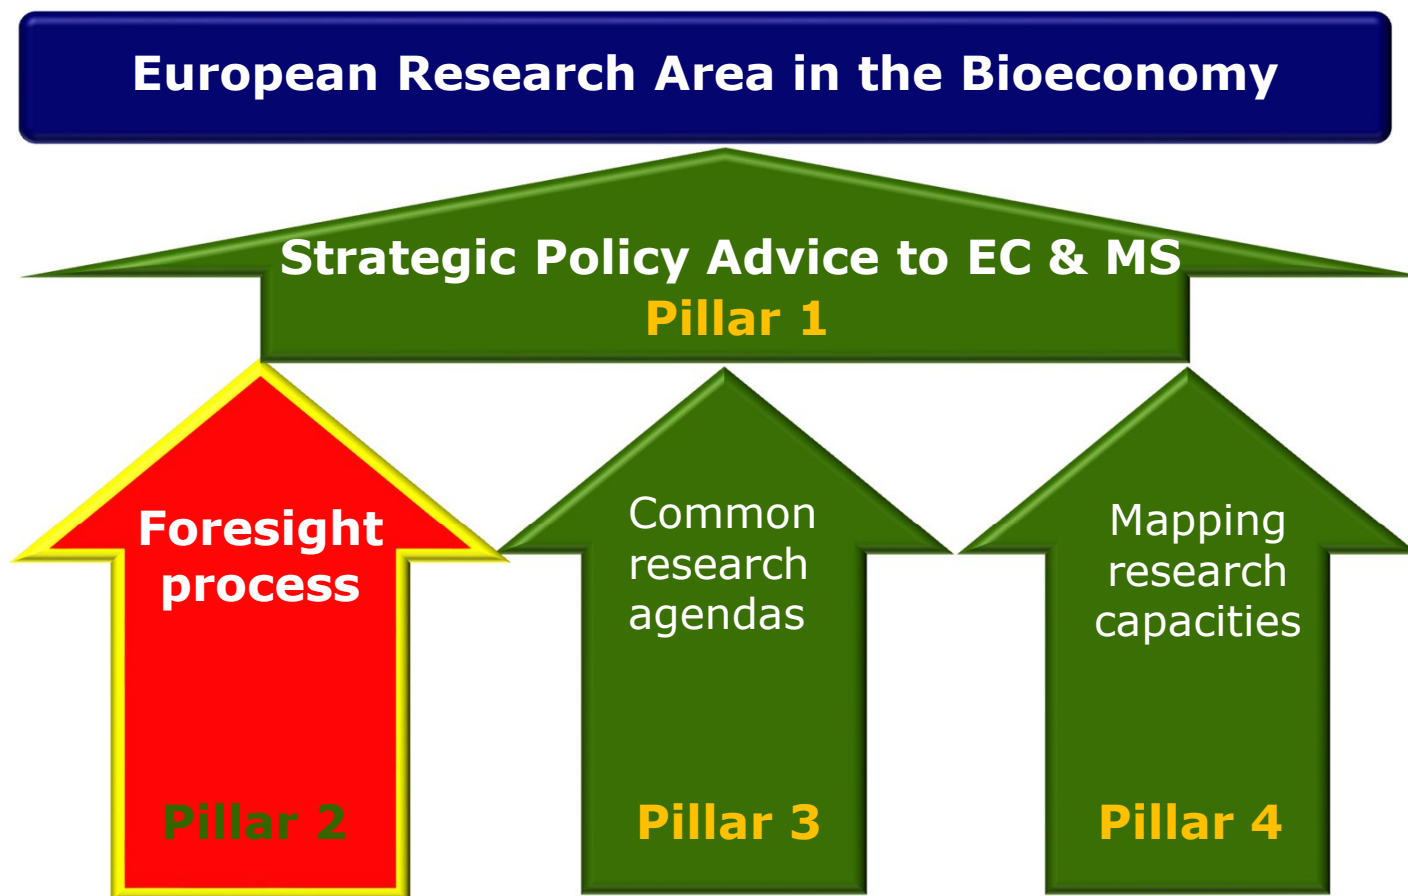 European Research Area in the Bioeconomy
Strategic Policy Advice to EC & MS
Pillar 1
Foresight
process
Pillar 2
Common
research
agendas
Pillar 3
Mapping
research
capacities
Pillar 4